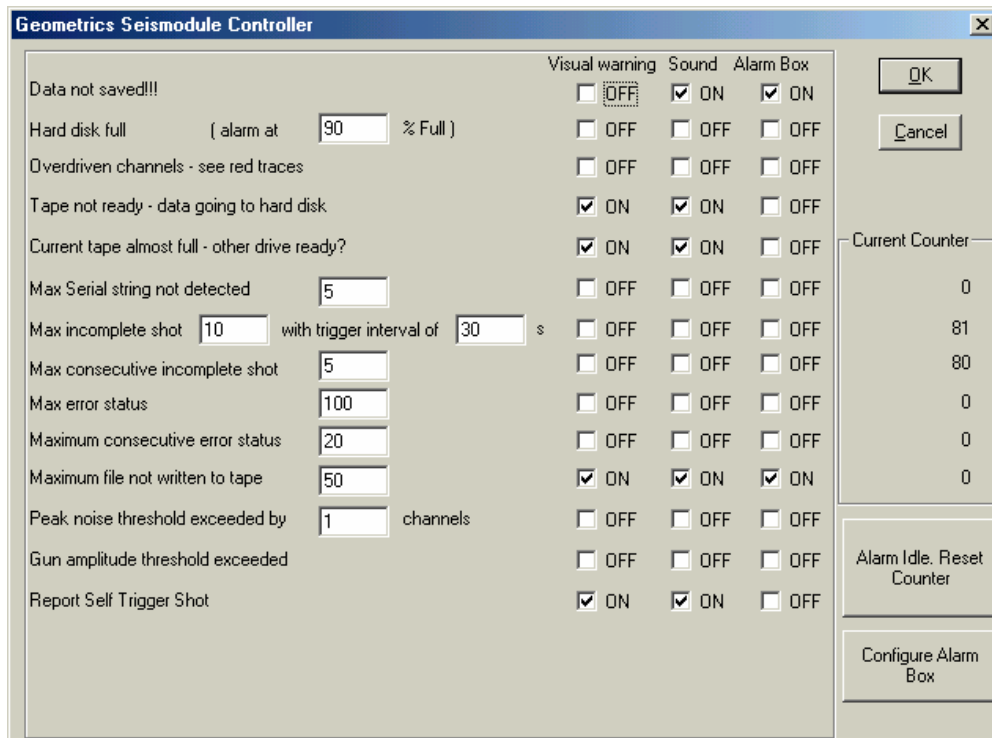 Geometrics Seismodule Controller
Visual warning Sound Alarm Box
Data not saved!!! OFF ON ON
OK
Hard disk full ( alarm at 90 % Full ) OFF OFF OFF
Cancel
Overdriven channels - see red traces OFF OFF OFF
Tape not ready - data going to hard disk ON ON OFF
Current tape almost full - other drive ready? ON ON OFF
Current Counter
Max Serial string not detected 5 OFF OFF OFF 0
Max incomplete shot 10 with trigger interval of 30 s OFF OFF OFF 81
Max consecutive incomplete shot 5 OFF OFF OFF 80
Max error status 100 OFF OFF OFF 0
Maximum consecutive error status 20 OFF OFF OFF 0
Maximum file not written to tape 50 ON ON ON 0
Peak noise threshold exceeded by 1 channels OFF OFF OFF
Gun amplitude threshold exceeded OFF OFF OFF
Alarm Idle. Reset
Counter
Report Self Trigger Shot ON ON OFF
Configure Alarm
Box